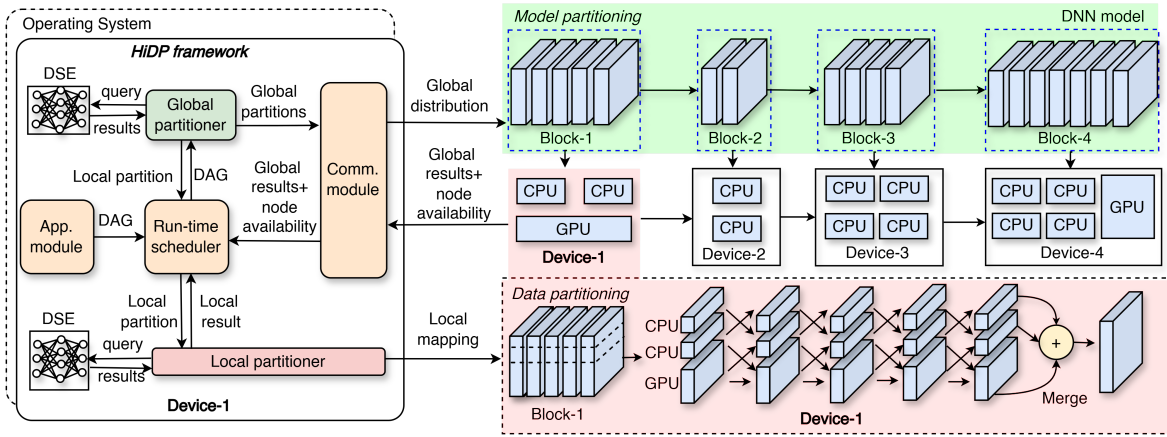 Operating System
HiDP framework
DSE
query
results
Global
partitioner
Global
partitions
Local partition
DAG
Global
results+
node
availability
Comm.
module
App.
module
DAG
Run-time
scheduler
Local
partition
Local
result
DSE
query
results
Local partitioner
Device-1
Global
distribution
Global
results+
node
availability
Local
mapping
Model partitioning
DNN model
Block-1
Block-2
Block-3
Block-4
CPU
CPU
GPU
Device-1
CPU
CPU
Device-2
CPU
CPU
CPU
CPU
Device-3
CPU
CPU
CPU
CPU
GPU
Device-4
Data partitioning
Block-1
CPU
CPU
GPU
+
Merge
Device-1